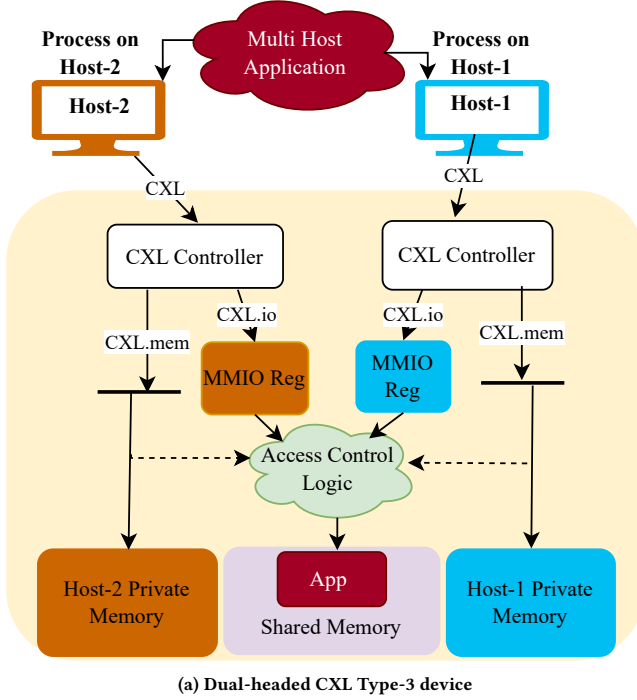 Process on
Host-2
Multi Host
Application
Process on
Host-1
Host-2
Host-1
CXL
CXL
CXL Controller
CXL Controller
CXL.io
CXL.io
CXL.mem
CXL.mem
MMIO Reg
MMIO
Reg
Access Control
Logic
Host-2 Private
Memory
App
Shared Memory
Host-1 Private
Memory
(a) Dual-headed CXL Type-3 device